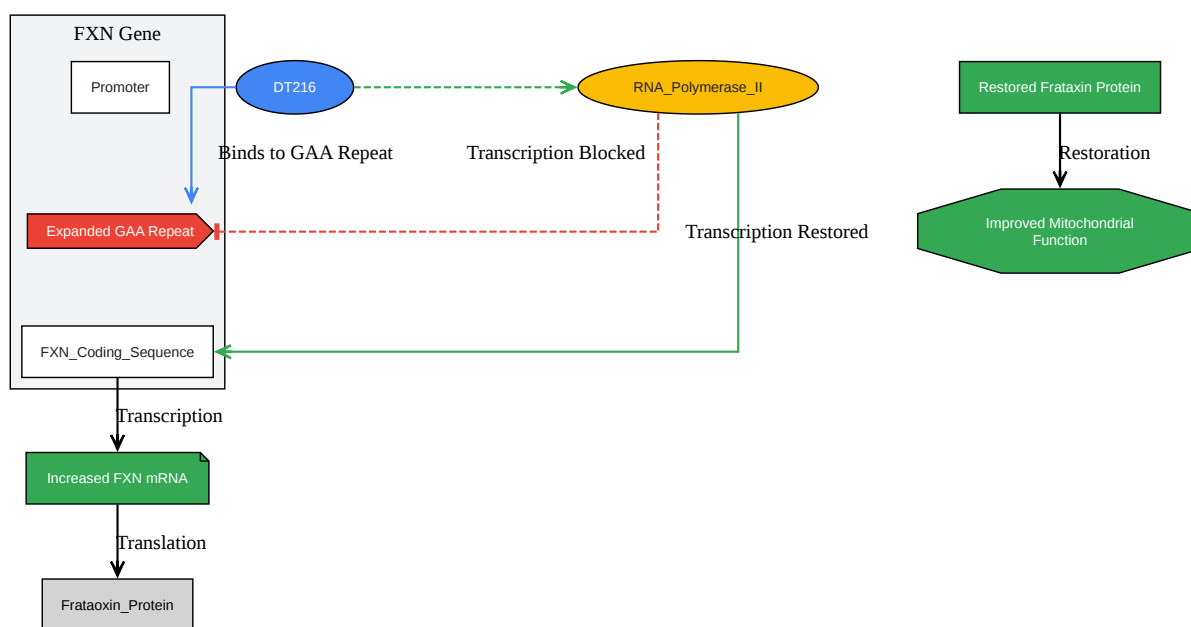 FXN Gene
Promoter
DT216
RNA_Polymerase_II
Restored Frataxin Protein
Binds to GAA Repeat
Transcription Blocked
Restoration
Expanded GAA Repeat
Transcription Restored
Improved Mitochondrial
Function
FXN_Coding_Sequence
Transcription
Increased FXN mRNA
Translation
Frataoxin_Protein